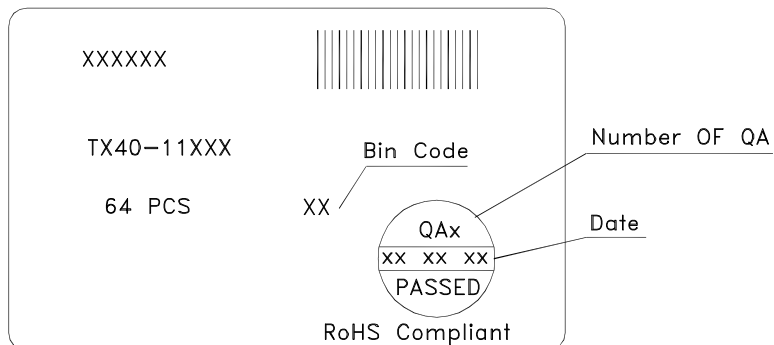 XXXXXX
TX40-11XXX
Bin Code
Number OF QA
64 PCS
XX
QAx
Date
xx xx xx
PASSED
RoHS Compliant